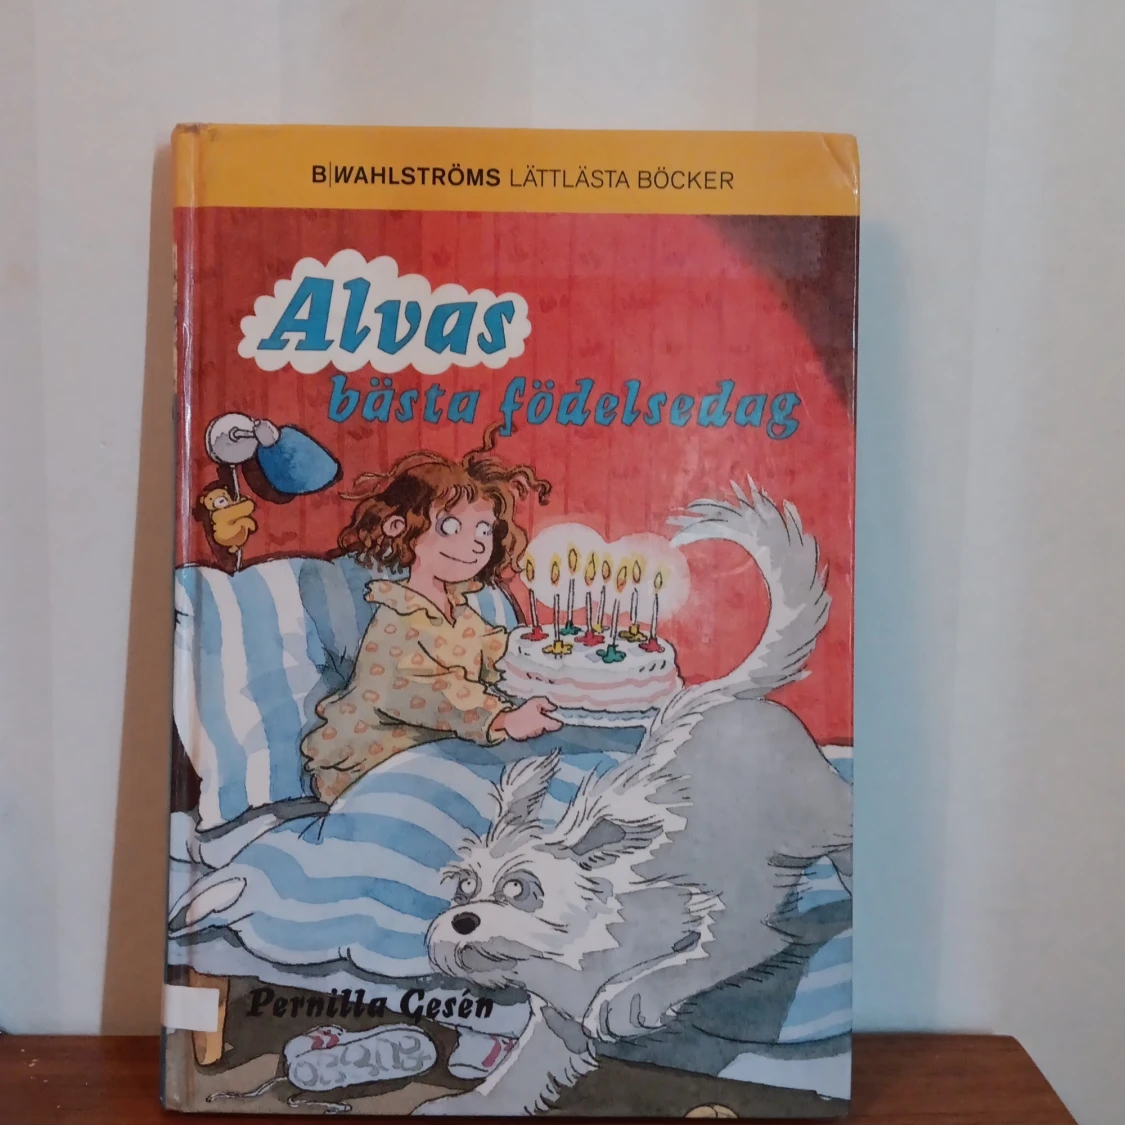 B|WAHLSTRÖMS LÄTTLÄSTA BÖCKER
Alvas
bästa födelsedag
Pernilla Gesén